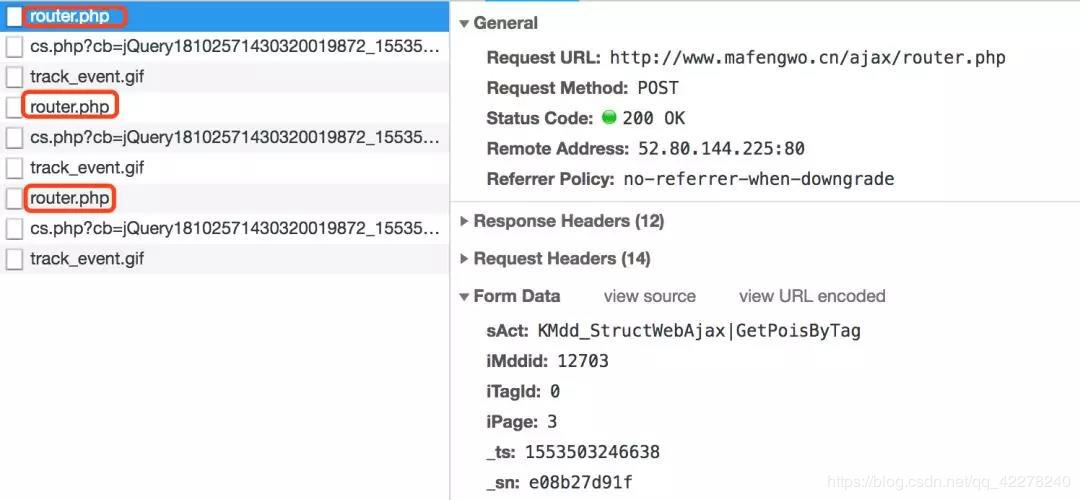 router.php
cs.php?cb=jQuery18102571430320019872_15535...
track_event.gif
router.php
cs.php?cb=jQuery18102571430320019872_15535...
track_event.gif
router.php
cs.php?cb=jQuery18102571430320019872_15535...
track_event.gif
General
Request URL: http://www.mafengwo.cn/ajax/router.php
Request Method: POST
Status Code: 200 OK
Remote Address: 52.80.144.225:80
Referrer Policy: no-referrer-when-downgrade
Response Headers (12)
Request Headers (14)
Form Data view source view URL encoded
sAct: KMdd_StructWebAjax|GetPoisByTag
iMddid: 12703
iTagId: 0
iPage: 3
_ts: 1553503246638
_sn: e08b27d91f
https://blog.csdn.net/qq_42278240